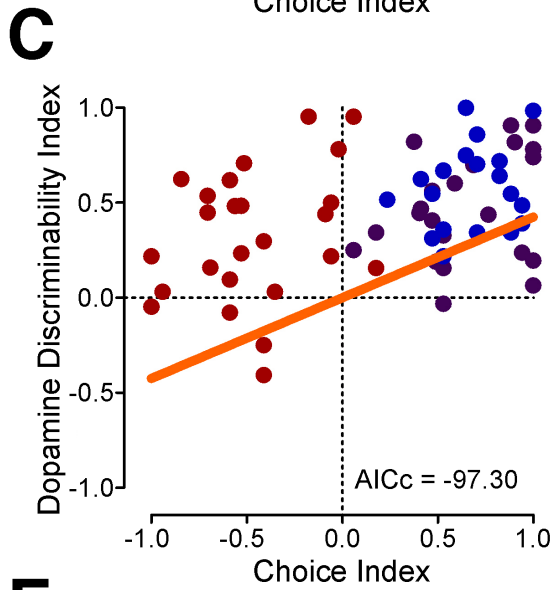 Choice Index
C
Dopamine Discriminability Index
1.0
0.5
0.0
-0.5
-1.0
AICc = -97.30
-1.0 -0.5 0.0 0.5 1.0
Choice Index